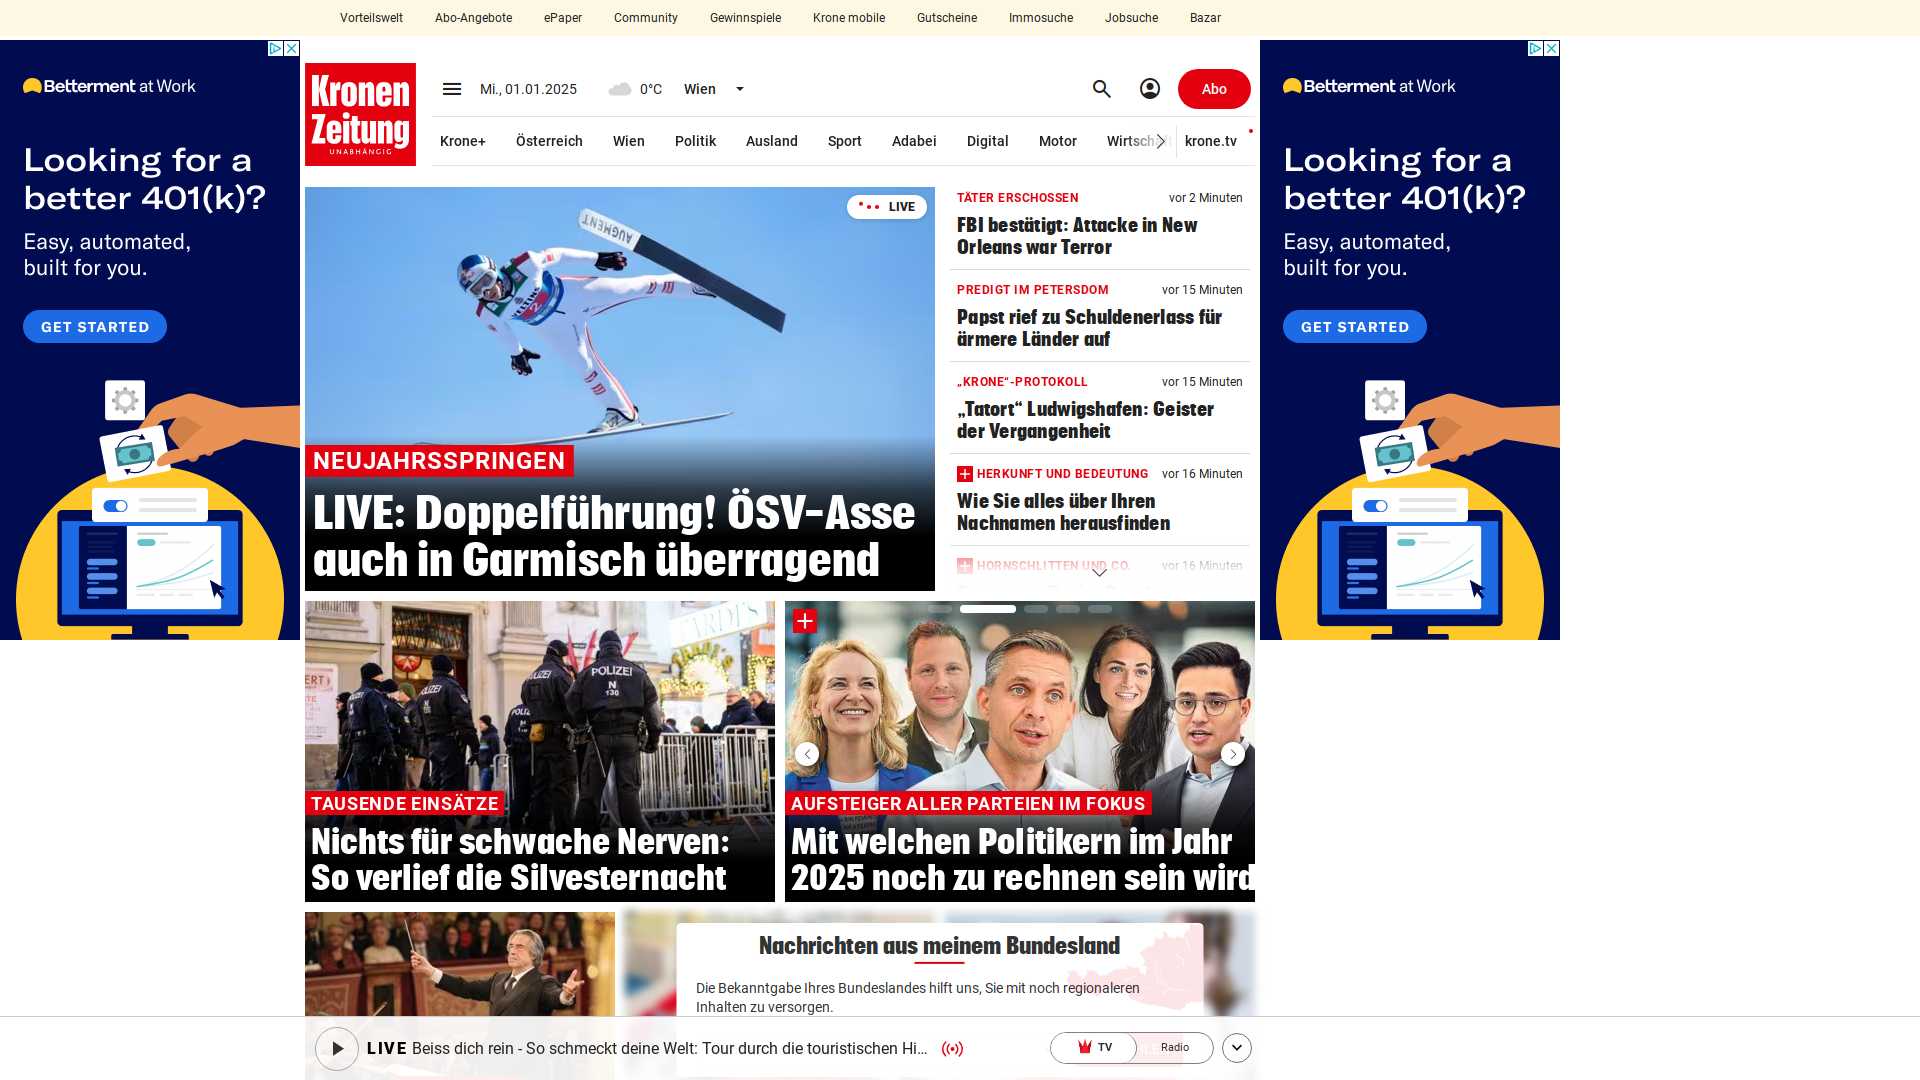 Vorteilswelt
Abo-Angebote
ePaper
Community
Gewinnspiele
Krone mobile
Gutscheine
Immosuche
Jobsuche
Bazar
Betterment at Work
Looking for a
better 401(k)?
Easy, automated,
built for you.
GET STARTED
Kronen
Zeitung
UNABHÄNGIG
Mi., 01.01.2025
0°C
Wien
Abo
Krone+
Österreich
Wien
Politik
Ausland
Sport
Adabei
Digital
Motor
krone.tv
AUGMENT
LIVE
NEUJAHRSSPRINGEN
LIVE: Doppelführung! ÖSV-Asse
auch in Garmisch überragend
TÄTER ERSCHOSSEN
vor 2 Minuten
FBI bestätigt: Attacke in New
Orleans war Terror
PREDIGT IM PETERSDOM
vor 15 Minuten
Papst rief zu Schuldenerlass für
ärmere Länder auf
„KRONE“-PROTOKOLL
vor 15 Minuten
„Tatort“ Ludwigshafen: Geister
der Vergangenheit
HERKUNFT UND BEDEUTUNG
vor 16 Minuten
Wie Sie alles über Ihren
Nachnamen herausfinden
HORNSCHLITTEN UND CO.
vor 16 Minuten
POLIZEI
POLIZEI
POLIZEI
N
130
TAUSENDE EINSÄTZE
Nichts für schwache Nerven:
So verlief die Silvesternacht
AUFSTEIGER ALLER PARTEIEN IM FOKUS
Mit welchen Politikern im Jahr
2025 noch zu rechnen sein wird
Nachrichten aus meinem Bundesland
Die Bekanntgabe Ihres Bundeslandes hilft uns, Sie mit noch regionaleren
Inhalten zu versorgen.
LIVE Beiss dich rein - So schmeckt deine Welt: Tour durch die touristischen Hi...
TV
Radio
Betterment at Work
Looking for a
better 401(k)?
Easy, automated,
built for you.
GET STARTED